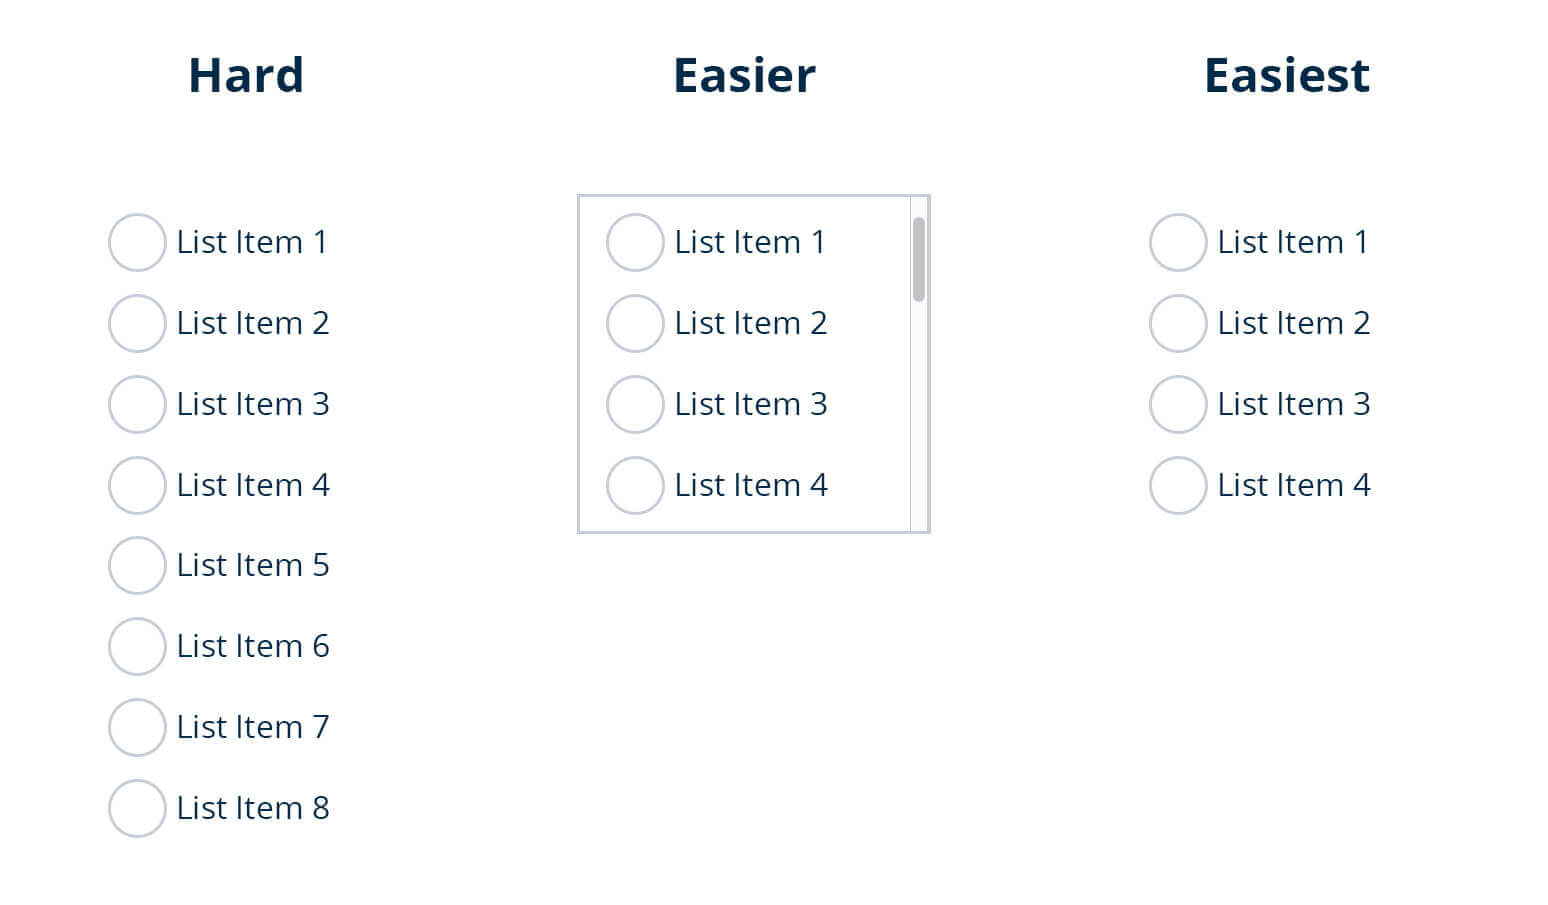 Hard
List Item 1
List Item 2
List Item 3
List Item 4
List Item 5
List Item 6
List Item 7
List Item 8
Easier
List Item 1
List Item 2
List Item 3
List Item 4
Easiest
List Item 1
List Item 2
List Item 3
List Item 4